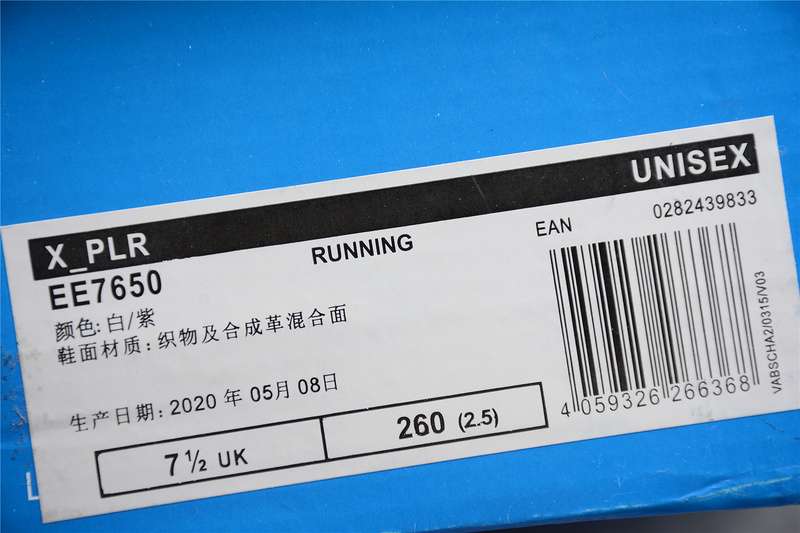 UNISEX
X_PLR
RUNNING
EAN
0282439833
EE7650
颜色: 白/紫
鞋面材质: 织物及合成革混合面
生产日期: 2020 年 05月 08日
7 ½ UK
260 (2.5)
4 059326 266368
VABSCHA2/0315/V03